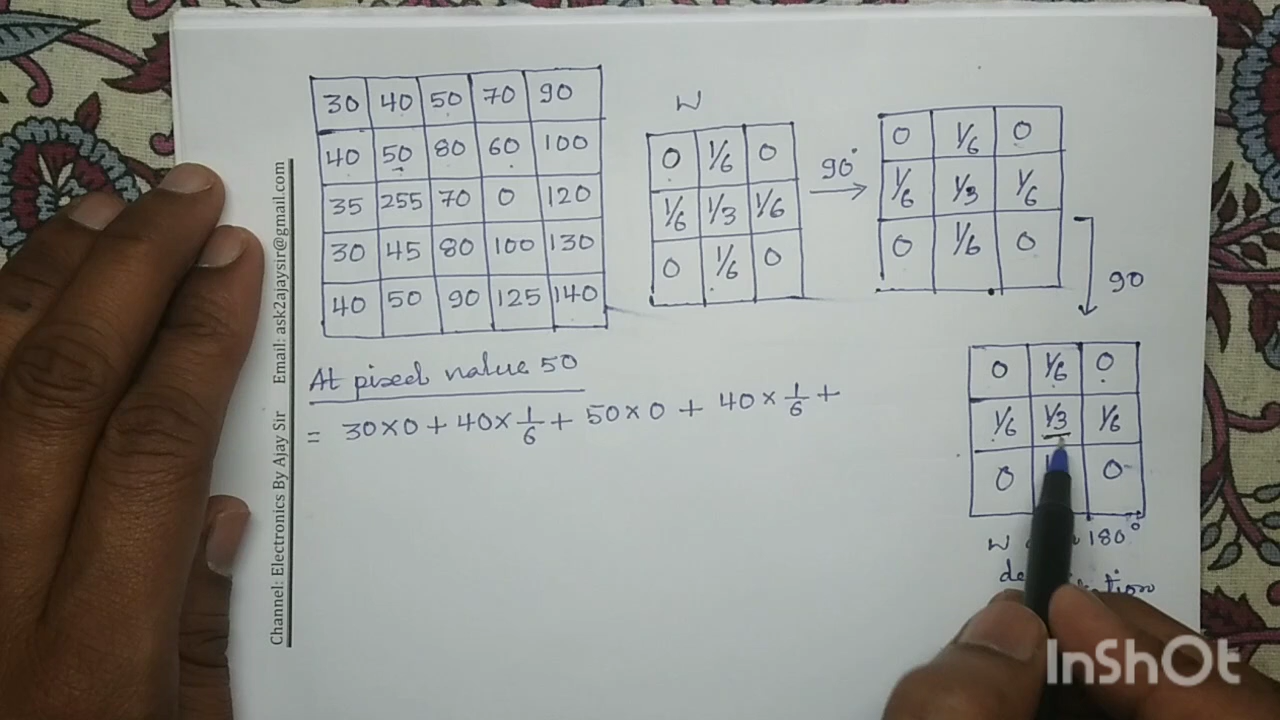 30 40 50 70 90
40 50 80 60 100
35 255 70 0 120
30 45 80 100 130
40 50 90 125 140
W
0 1/6 0
1/6 1/3 1/6
0 1/6 0
90°
0 1/6 0
1/6 1/3 1/6
0 1/6 0
90
0 1/6 0
1/6 1/3 1/6
0 0
W 180°
At pixel value 50
= 30×0 + 40×1/6 + 50×0 + 40×1/6 +
Channel: Electronics By Ajay Sir Email: ask2ajaysir@gmail.com
InShOt